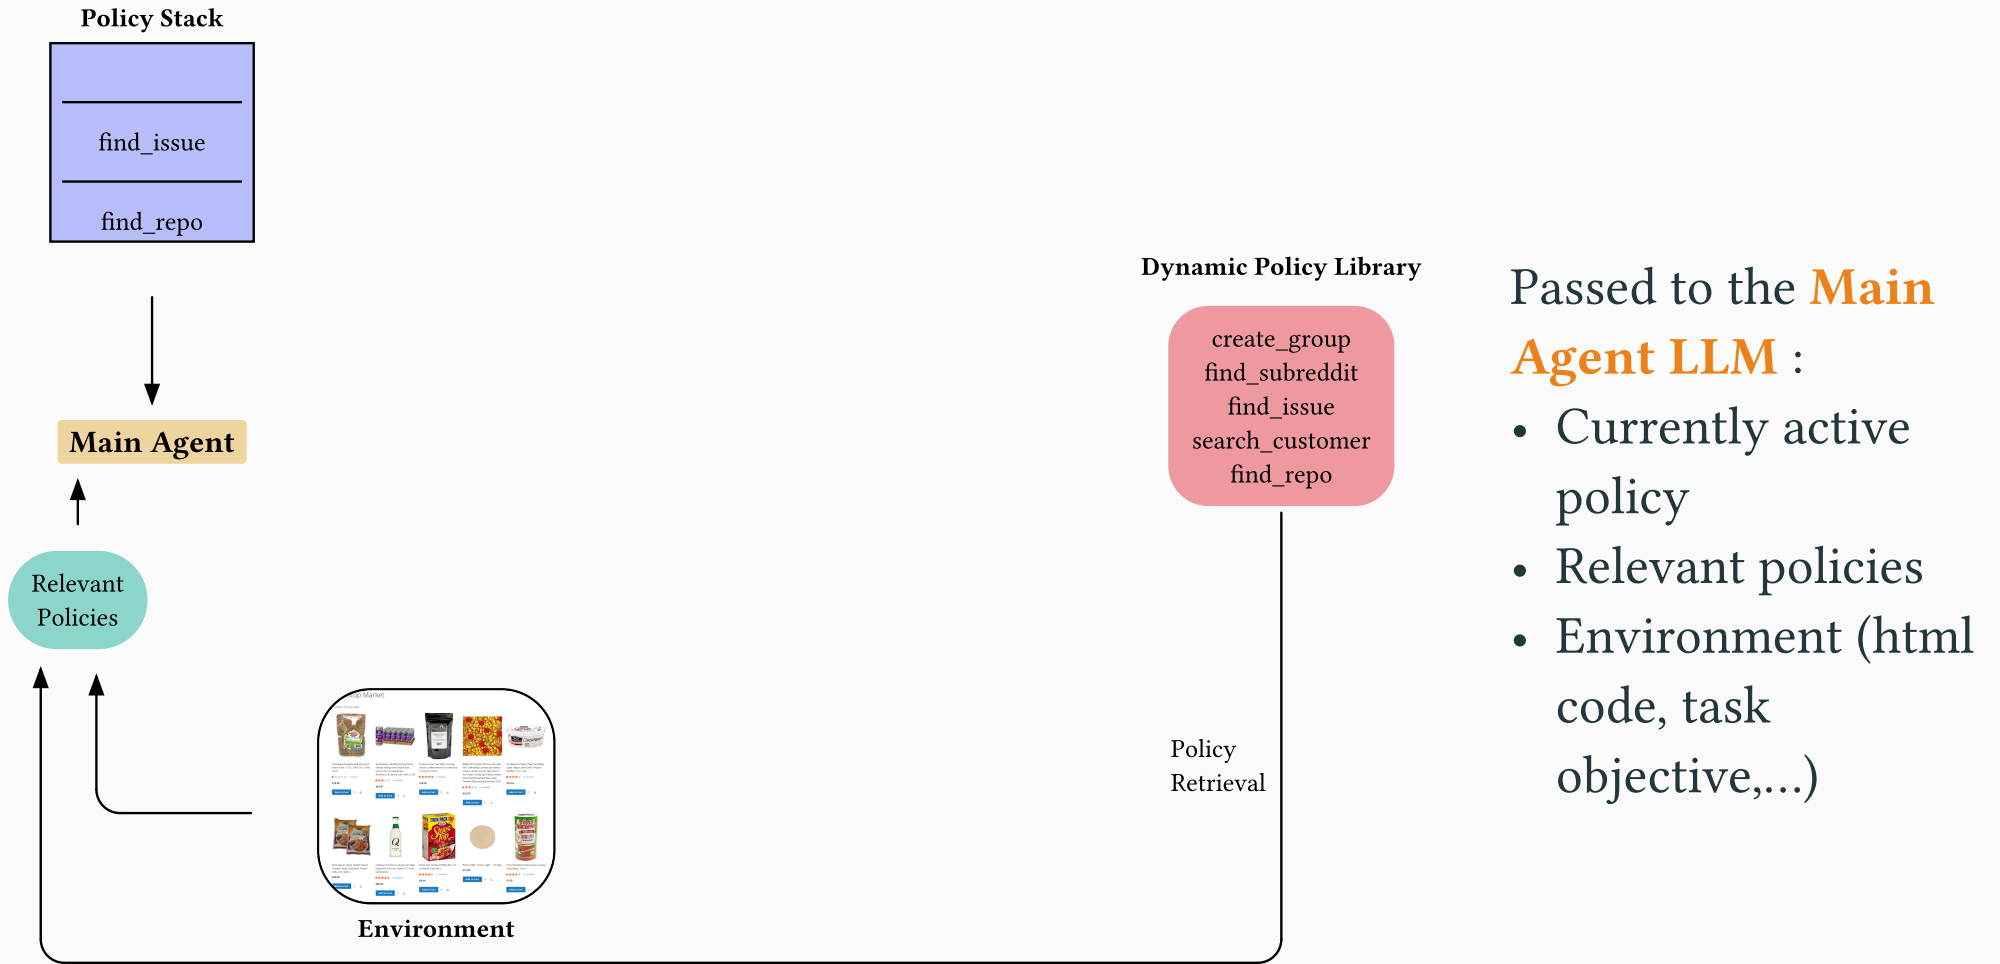 Policy Stack
find_issue
find_repo
Main Agent
Relevant
Policies
Environment
Dynamic Policy Library
create_group
find_subreddit
find_issue
search_customer
find_repo
Policy
Retrieval
Passed to the Main
Agent LLM :
• Currently active
policy
• Relevant policies
• Environment (html
code, task
objective,...)